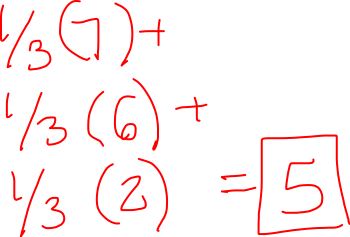 1/3 (7) +
1/3 (6) +
1/3 (2) = 5